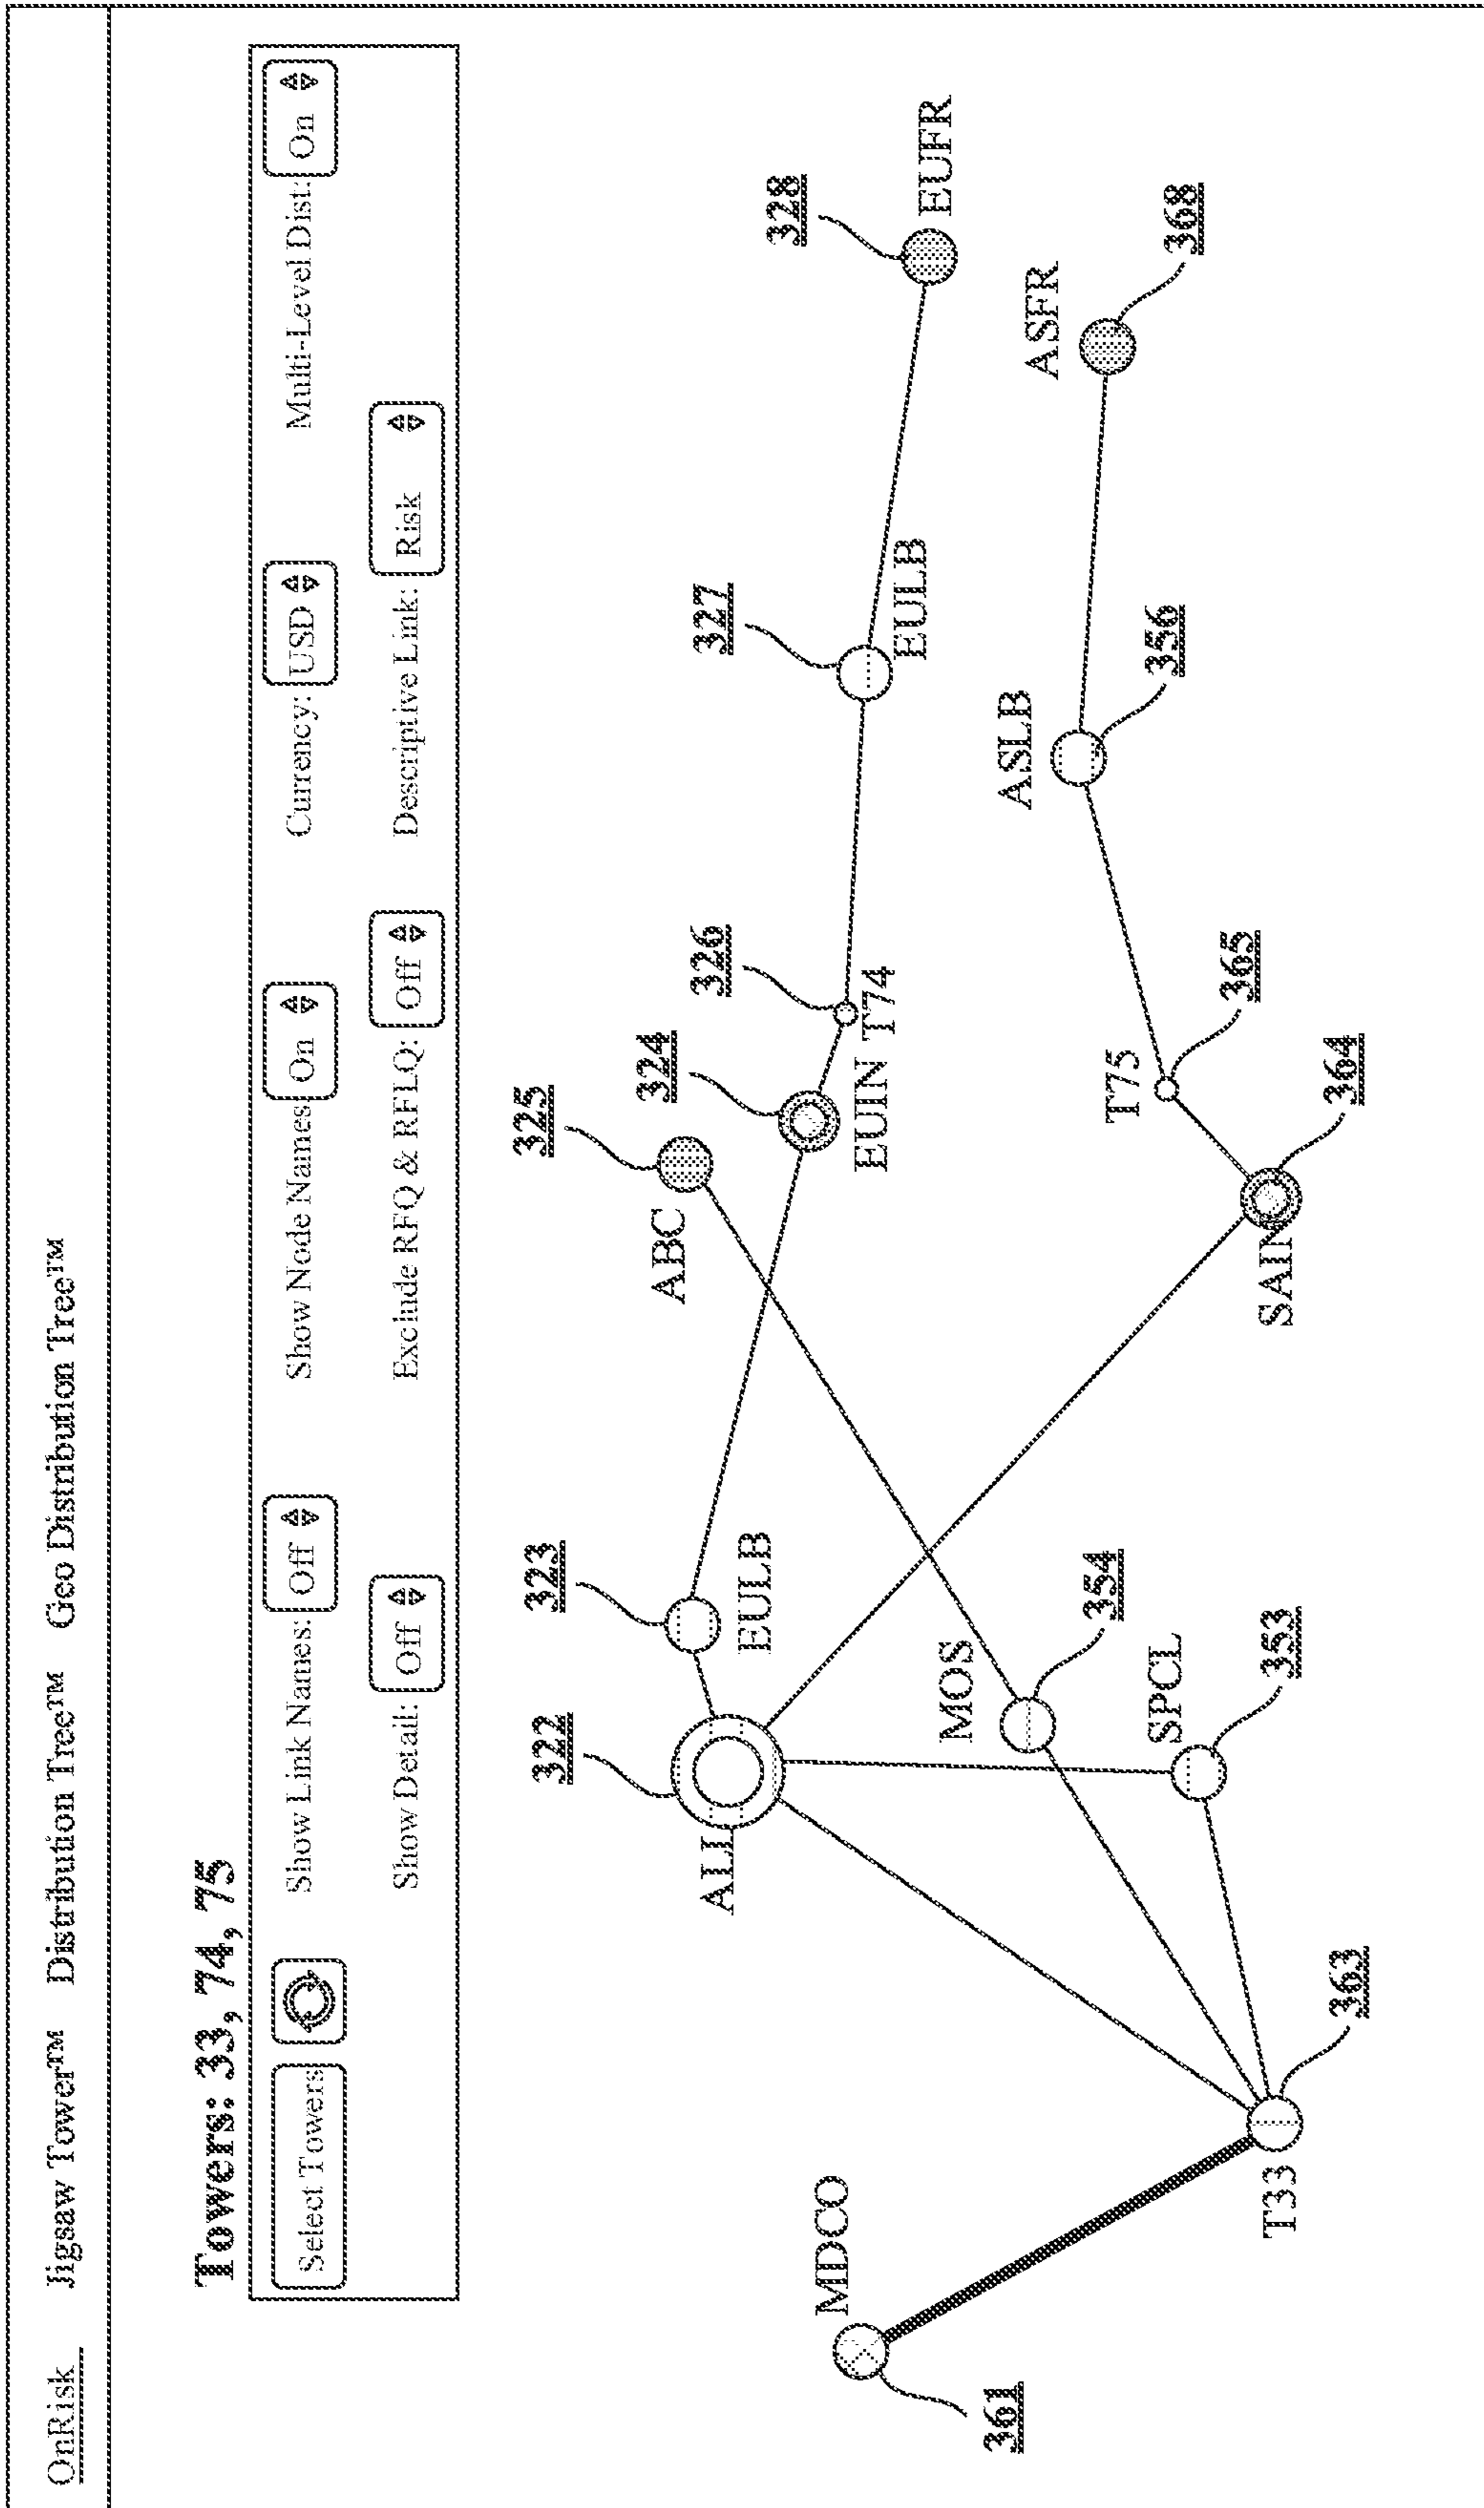 OnRisk Jigsaw Tower™ Distribution Tree™ Geo Distribution Tree™
Towers: 33, 74, 75
Select Towers Show Link Names: Off Show Node Names: On Currency: USD Multi-Level Dist: On
Show Detail: Off Exclude RFQ & RFLQ: Off Descriptive Link: Risk
325
322
323
324
326
327
328
ABC
ALL
EULB
EUIN
T74
EULB
EUFR
MDCO
361
MOS
354
ASLB
356
ASFR
368
SPCL
353
T75
365
T33
363
SAIN
364